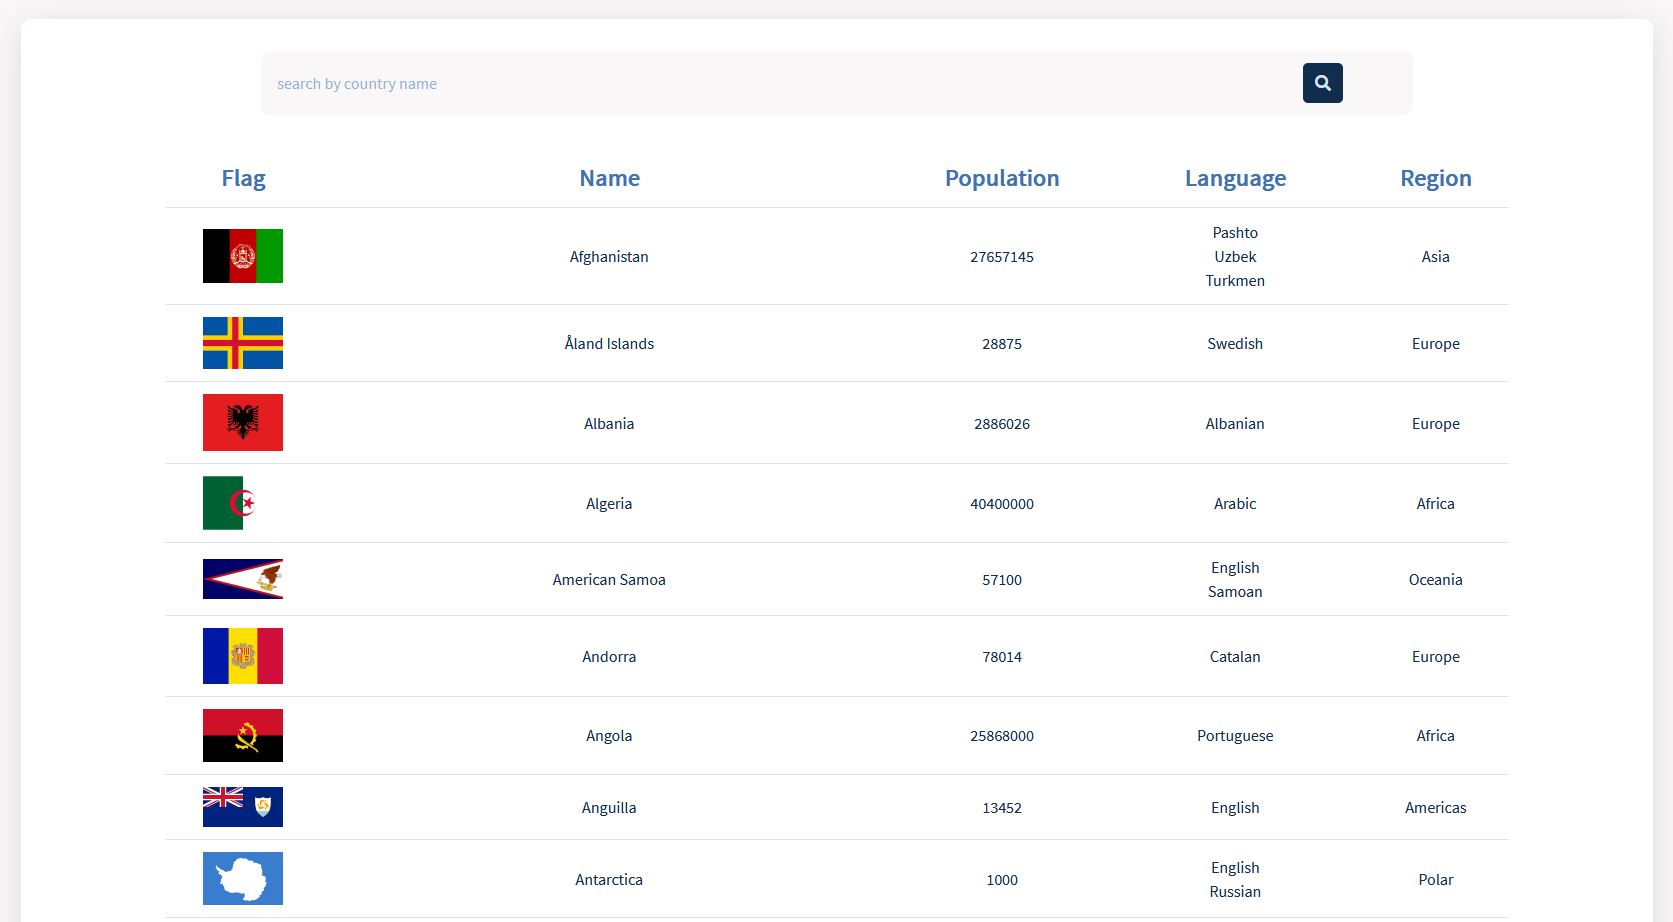 search by country name
Flag Name Population Language Region
Afghanistan 27657145 Pashto Uzbek Turkmen Asia
Åland Islands 28875 Swedish Europe
Albania 2886026 Albanian Europe
Algeria 40400000 Arabic Africa
American Samoa 57100 English Samoan Oceania
Andorra 78014 Catalan Europe
Angola 25868000 Portuguese Africa
Anguilla 13452 English Americas
Antarctica 1000 English Russian Polar